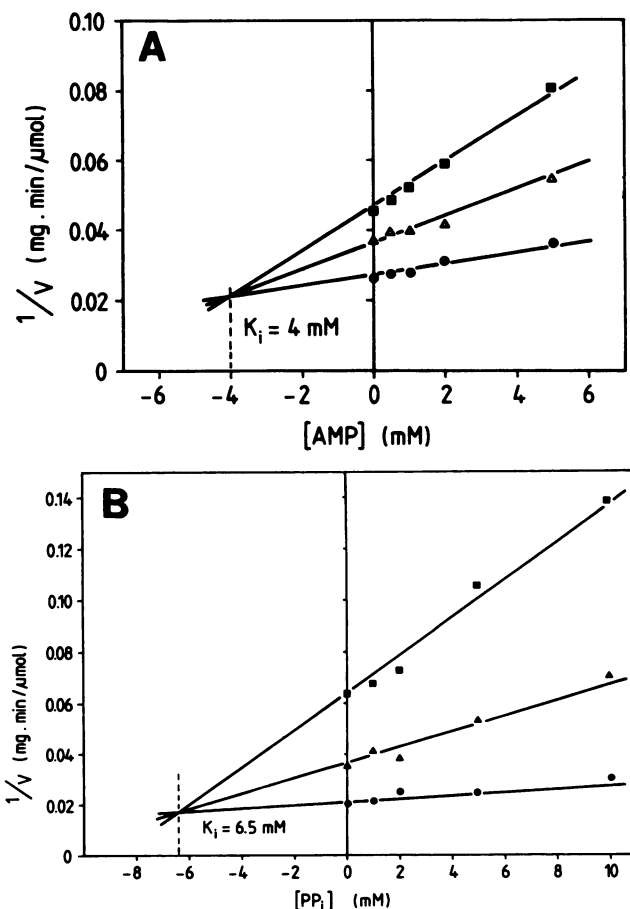 A
0.10
0.08
0.06
0.04
0.02
0
1/V (mg.min/μmol)
Ki = 4 mM
-6 -4 -2 0 2 4 6
[AMP] (mM)
B
0.14
0.12
0.10
0.08
0.06
0.04
0.02
0
1/V (mg.min/μmol)
Ki = 6.5 mM
-8 -6 -4 -2 0 2 4 6 8 10
[PPi] (mM)